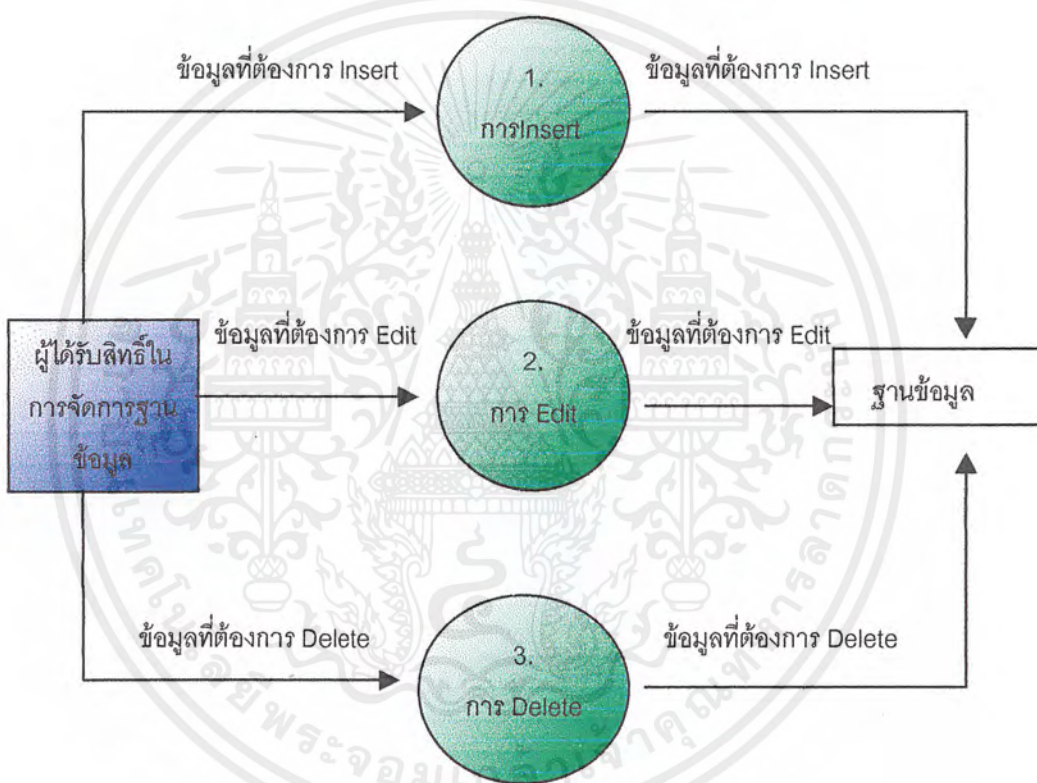 ข้อมูลที่ต้องการ Insert
1.
การInsert
ข้อมูลที่ต้องการ Insert
ผู้ได้รับสิทธิ์ใน
การจัดการฐาน
ข้อมูล
ข้อมูลที่ต้องการ Edit
2.
การ Edit
ข้อมูลที่ต้องการ Edit
ฐานข้อมูล
ข้อมูลที่ต้องการ Delete
3.
การ Delete
ข้อมูลที่ต้องการ Delete